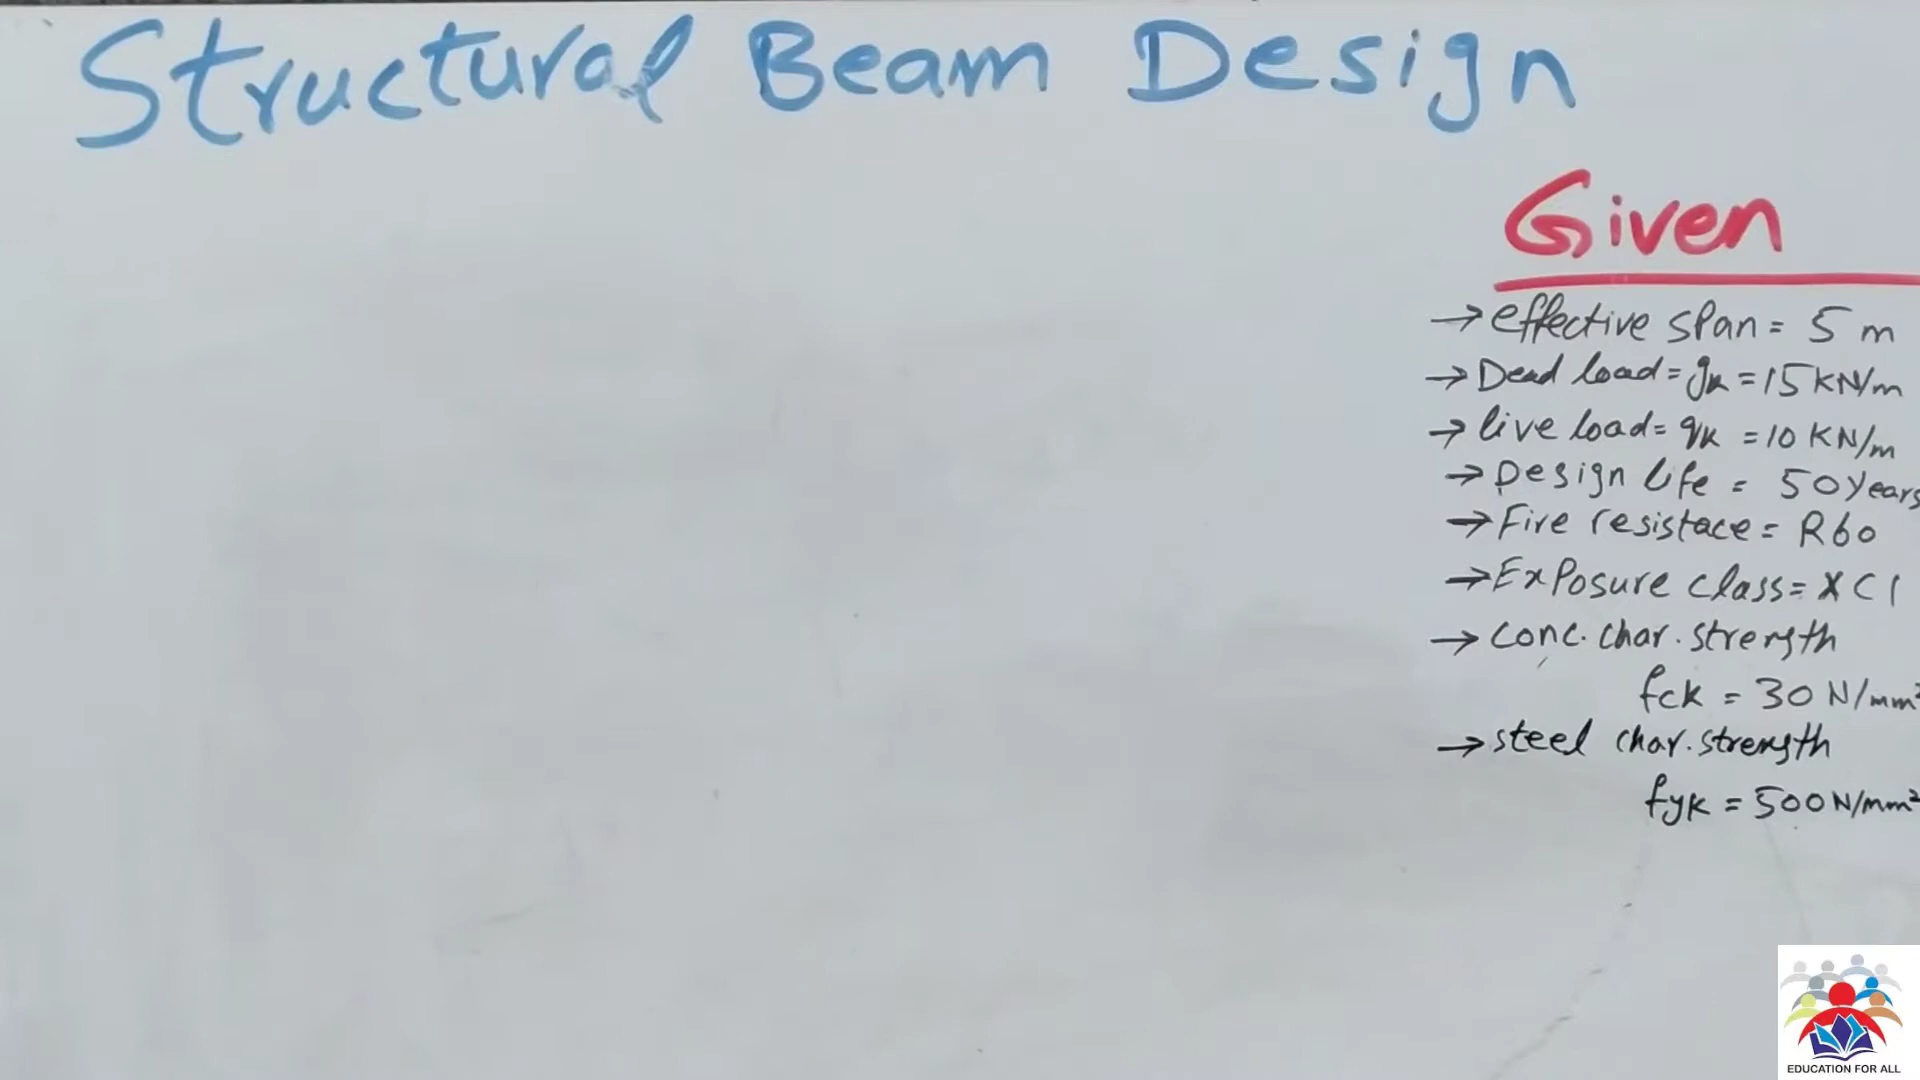 Structural Beam Design
Given
→ effective span = 5 m
→ Dead load = gk = 15 KN/m
→ live load = qk = 10 KN/m
→ Design life = 50 Years
→ Fire resistace = R60
→ Exposure class = XC1
→ conc. char. strength
fck = 30 N/mm²
→ steel char. strength
fyk = 500 N/mm²
EDUCATION FOR ALL